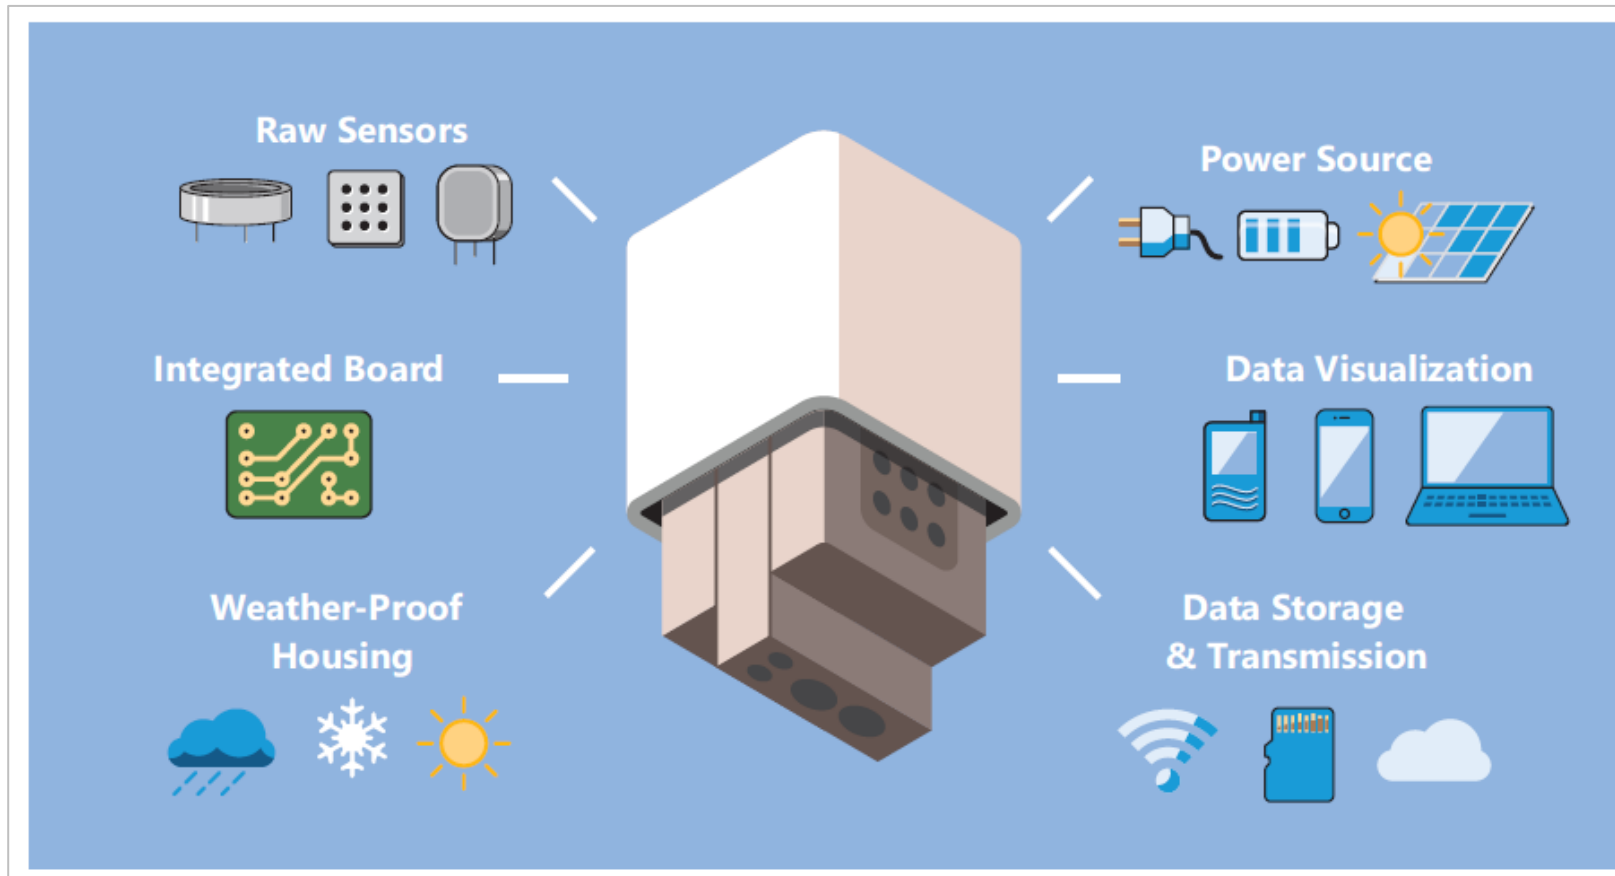 Raw Sensors
Power Source
Integrated Board
Data Visualization
Weather-Proof
Housing
Data Storage
& Transmission